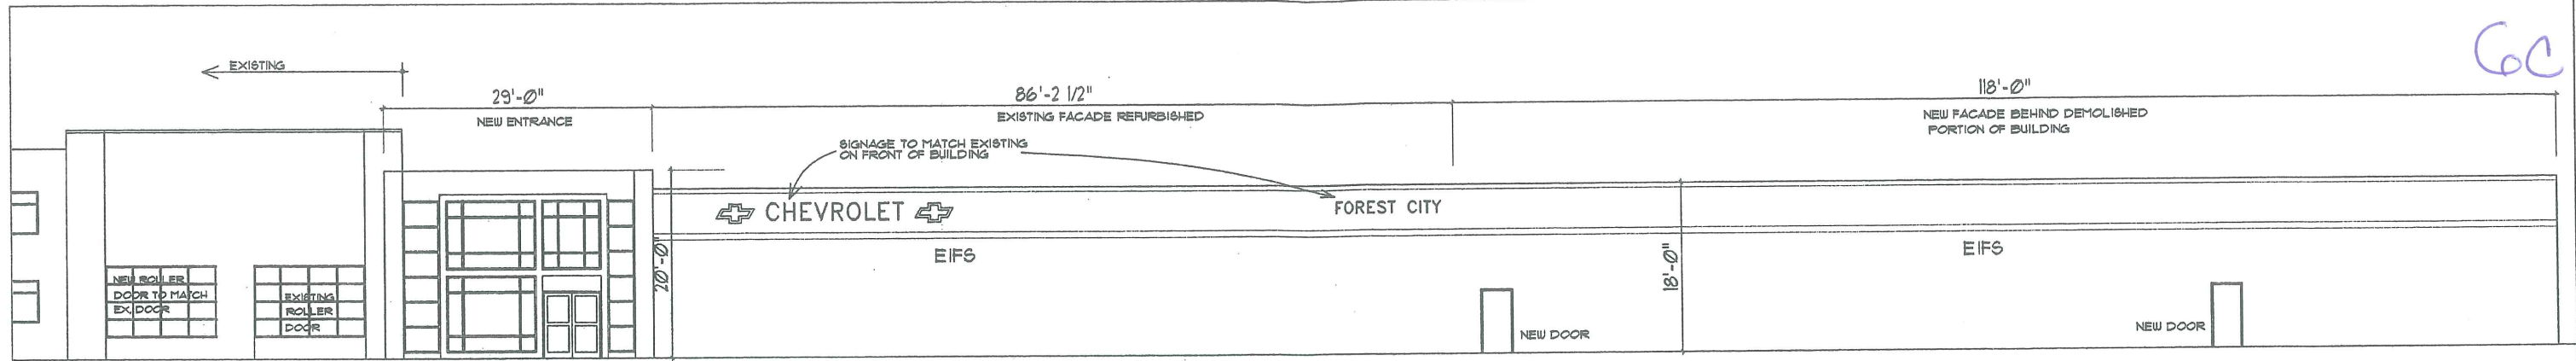 6C
EXISTING
29'-0"
NEW ENTRANCE
86'-2 1/2"
EXISTING FACADE REFURBISHED
118'-0"
NEW FACADE BEHIND DEMOLISHED
PORTION OF BUILDING
SIGNAGE TO MATCH EXISTING
ON FRONT OF BUILDING
CHEVROLET
FOREST CITY
EIFS
EIFS
20'-0
18'-0"
NEW ROLLER
DOOR TO MATCH
EX. DOOR
EXISTING
ROLLER
DOOR
NEW DOOR
NEW DOOR